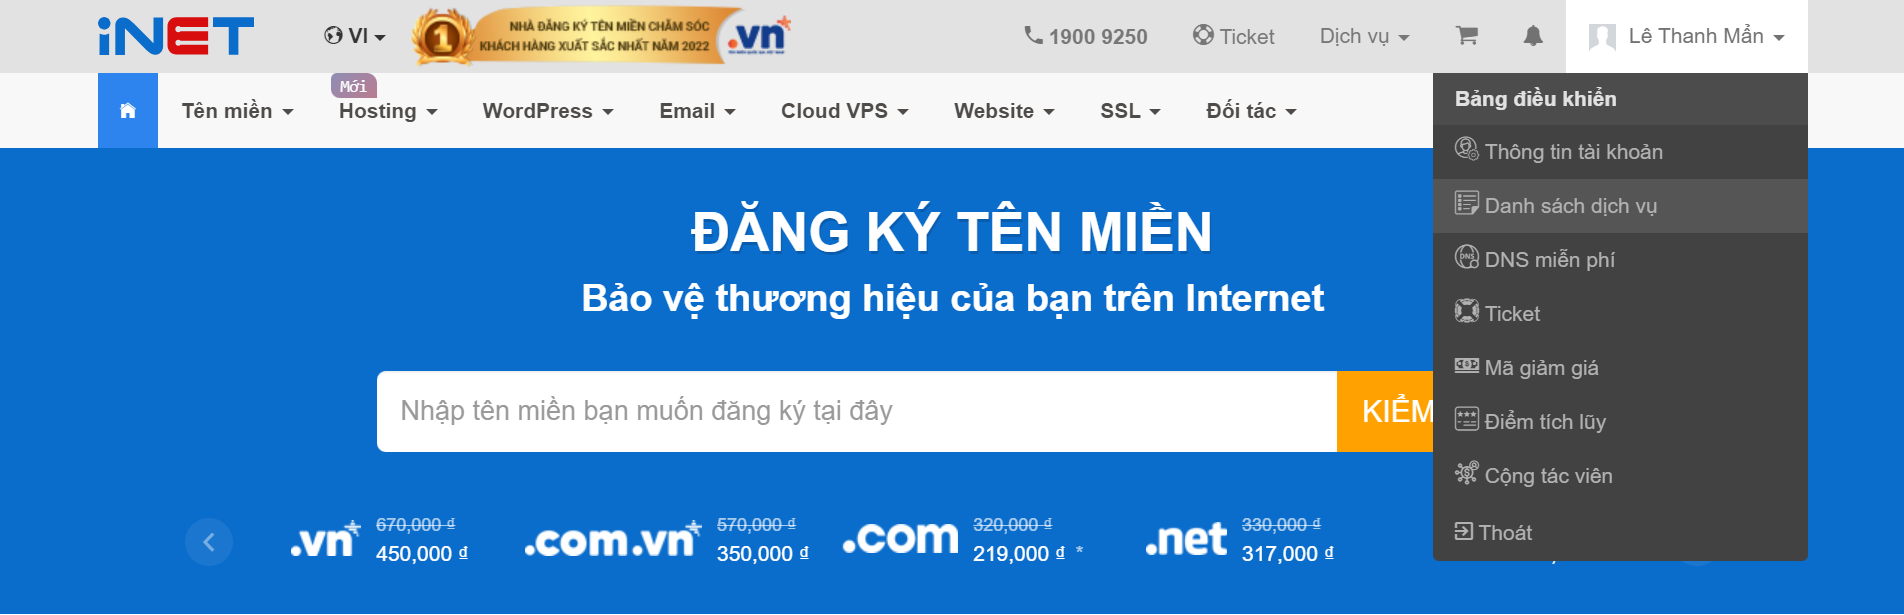 iNET
VI
1
NHÀ ĐĂNG KÝ TÊN MIỀN CHĂM SÓC
KHÁCH HÀNG XUẤT SẮC NHẤT NĂM 2022
.vn
1900 9250
Ticket
Dịch vụ
Lê Thanh Mẩn
Mới
Tên miền
Hosting
WordPress
Email
Cloud VPS
Website
SSL
Đối tác
Bảng điều khiển
Thông tin tài khoản
Danh sách dịch vụ
DNS miễn phí
Ticket
Mã giảm giá
Điểm tích lũy
Cộng tác viên
Thoát
ĐĂNG KÝ TÊN MIỀN
Bảo vệ thương hiệu của bạn trên Internet
Nhập tên miền bạn muốn đăng ký tại đây
KIỂM
.vn
670,000 ₫
450,000 ₫
.com.vn
570,000 ₫
350,000 ₫
.com
320,000 ₫
219,000 ₫ *
.net
330,000 ₫
317,000 ₫